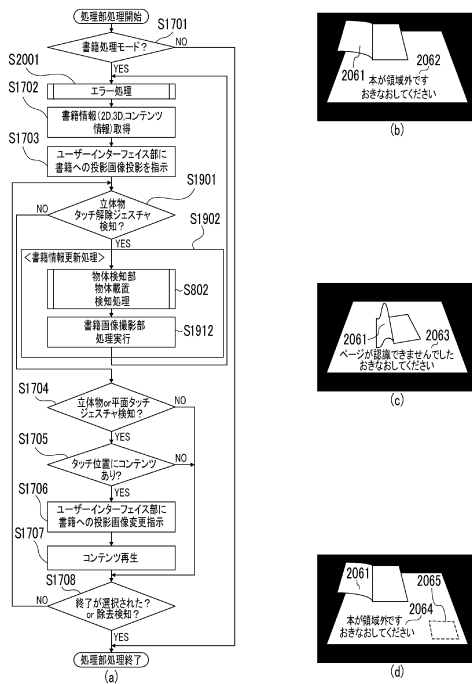 処理部処理開始
S1701
書籍処理モード？
NO
YES
S2001
エラー処理
S1702
書籍情報(2D,3D,コンテンツ
情報)取得
S1703
ユーザーインターフェイス部に
書籍への投影画像投影を指示
S1901
立体物
タッチ解除ジェスチャ
検知？
NO
YES
S1902
＜書籍情報更新処理＞
物体検知部
物体載置
検知処理
S802
書籍画像撮影部
処理実行
S1912
S1704
立体物or平面タッチ
ジェスチャ検知？
NO
YES
S1705
タッチ位置にコンテンツ
あり？
NO
YES
S1706
ユーザーインターフェイス部に
書籍への投影画像変更指示
S1707
コンテンツ再生
S1708
終了が選択された？
or 除去検知？
NO
YES
処理部処理終了
(a)
2061
2062
本が領域外です
おきなおしてください
(b)
2061
2063
ページが認識できませんでした
おきなおしてください
(c)
2061
2065
2064
本が領域外です
おきなおしてください
(d)